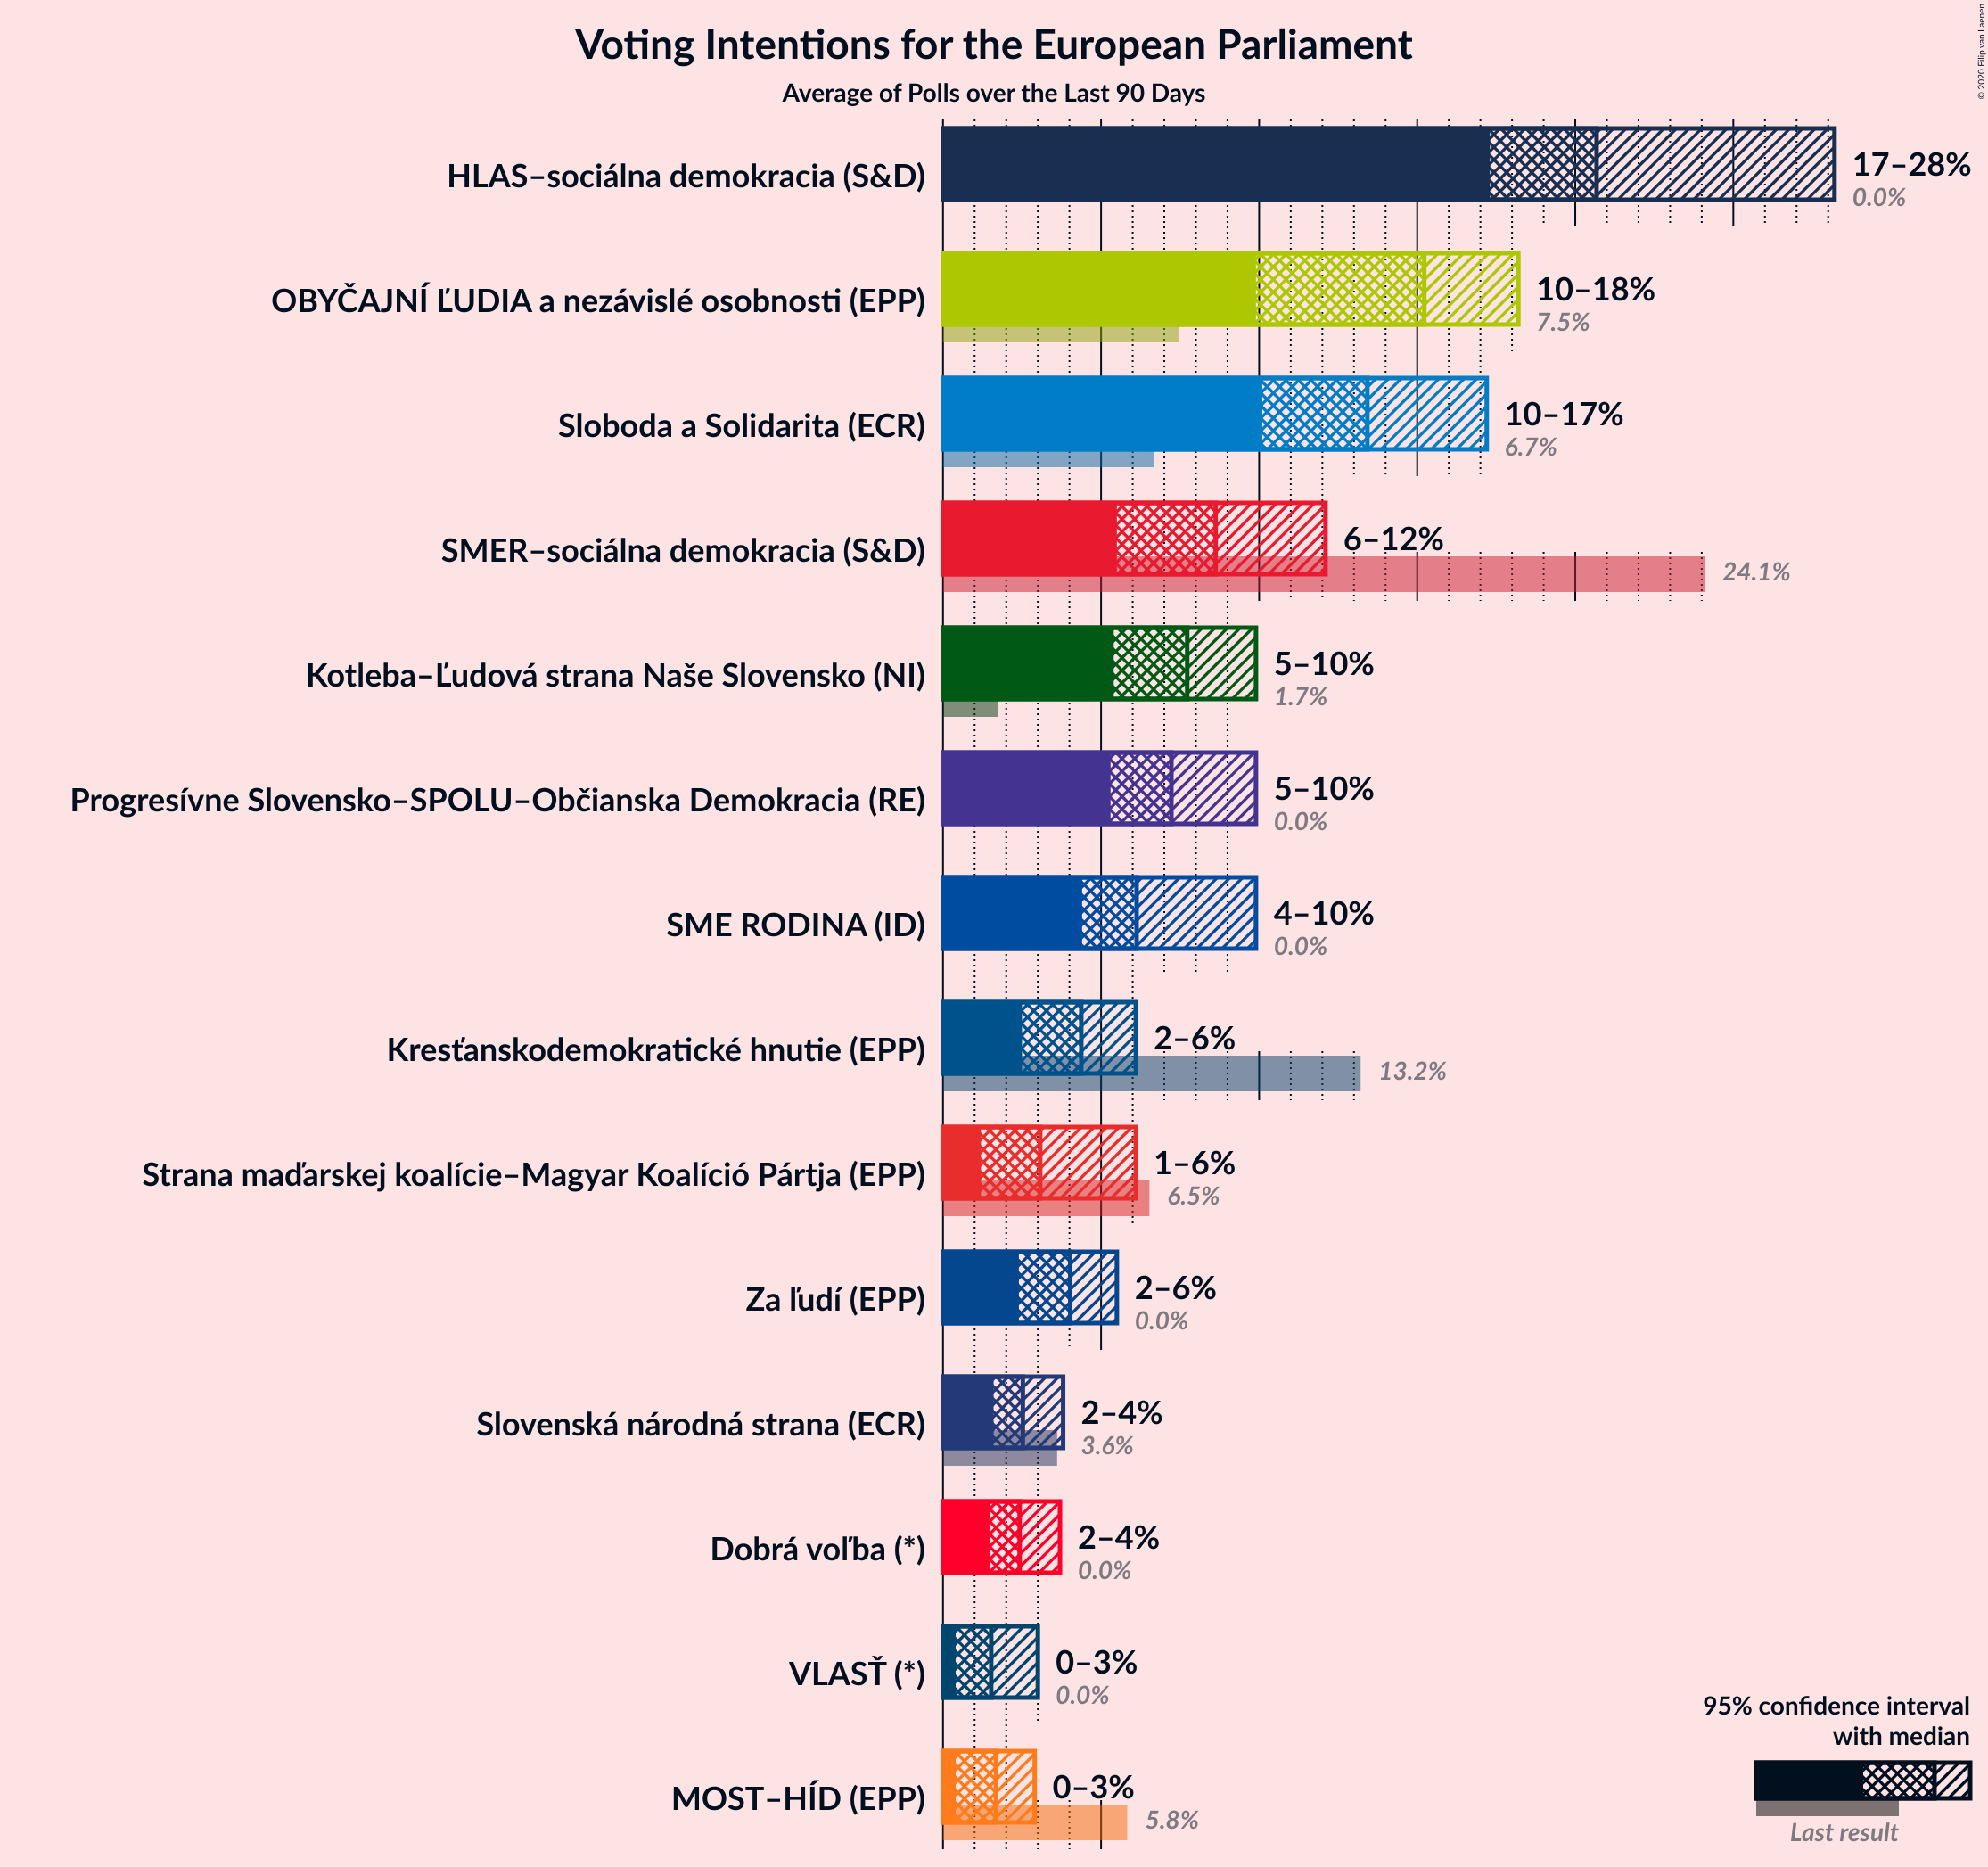 Voting Intentions for the European Parliament
Average of Polls over the Last 90 Days
© 2020 Filip van Laenen
HLAS–sociálna demokracia (S&D)
17–28%
0.0%
OBYČAJNÍ ĽUDIA a nezávislé osobnosti (EPP)
10–18%
7.5%
Sloboda a Solidarita (ECR)
10–17%
6.7%
SMER–sociálna demokracia (S&D)
6–12%
24.1%
Kotleba–Ľudová strana Naše Slovensko (NI)
5–10%
1.7%
Progresívne Slovensko–SPOLU–Občianska Demokracia (RE)
5–10%
0.0%
SME RODINA (ID)
4–10%
0.0%
Kresťanskodemokratické hnutie (EPP)
2–6%
13.2%
Strana maďarskej koalície–Magyar Koalíció Pártja (EPP)
1–6%
6.5%
Za ľudí (EPP)
2–6%
0.0%
Slovenská národná strana (ECR)
2–4%
3.6%
Dobrá voľba (*)
2–4%
0.0%
VLASŤ (*)
0–3%
0.0%
MOST–HÍD (EPP)
0–3%
5.8%
95% confidence interval
with median
Last result